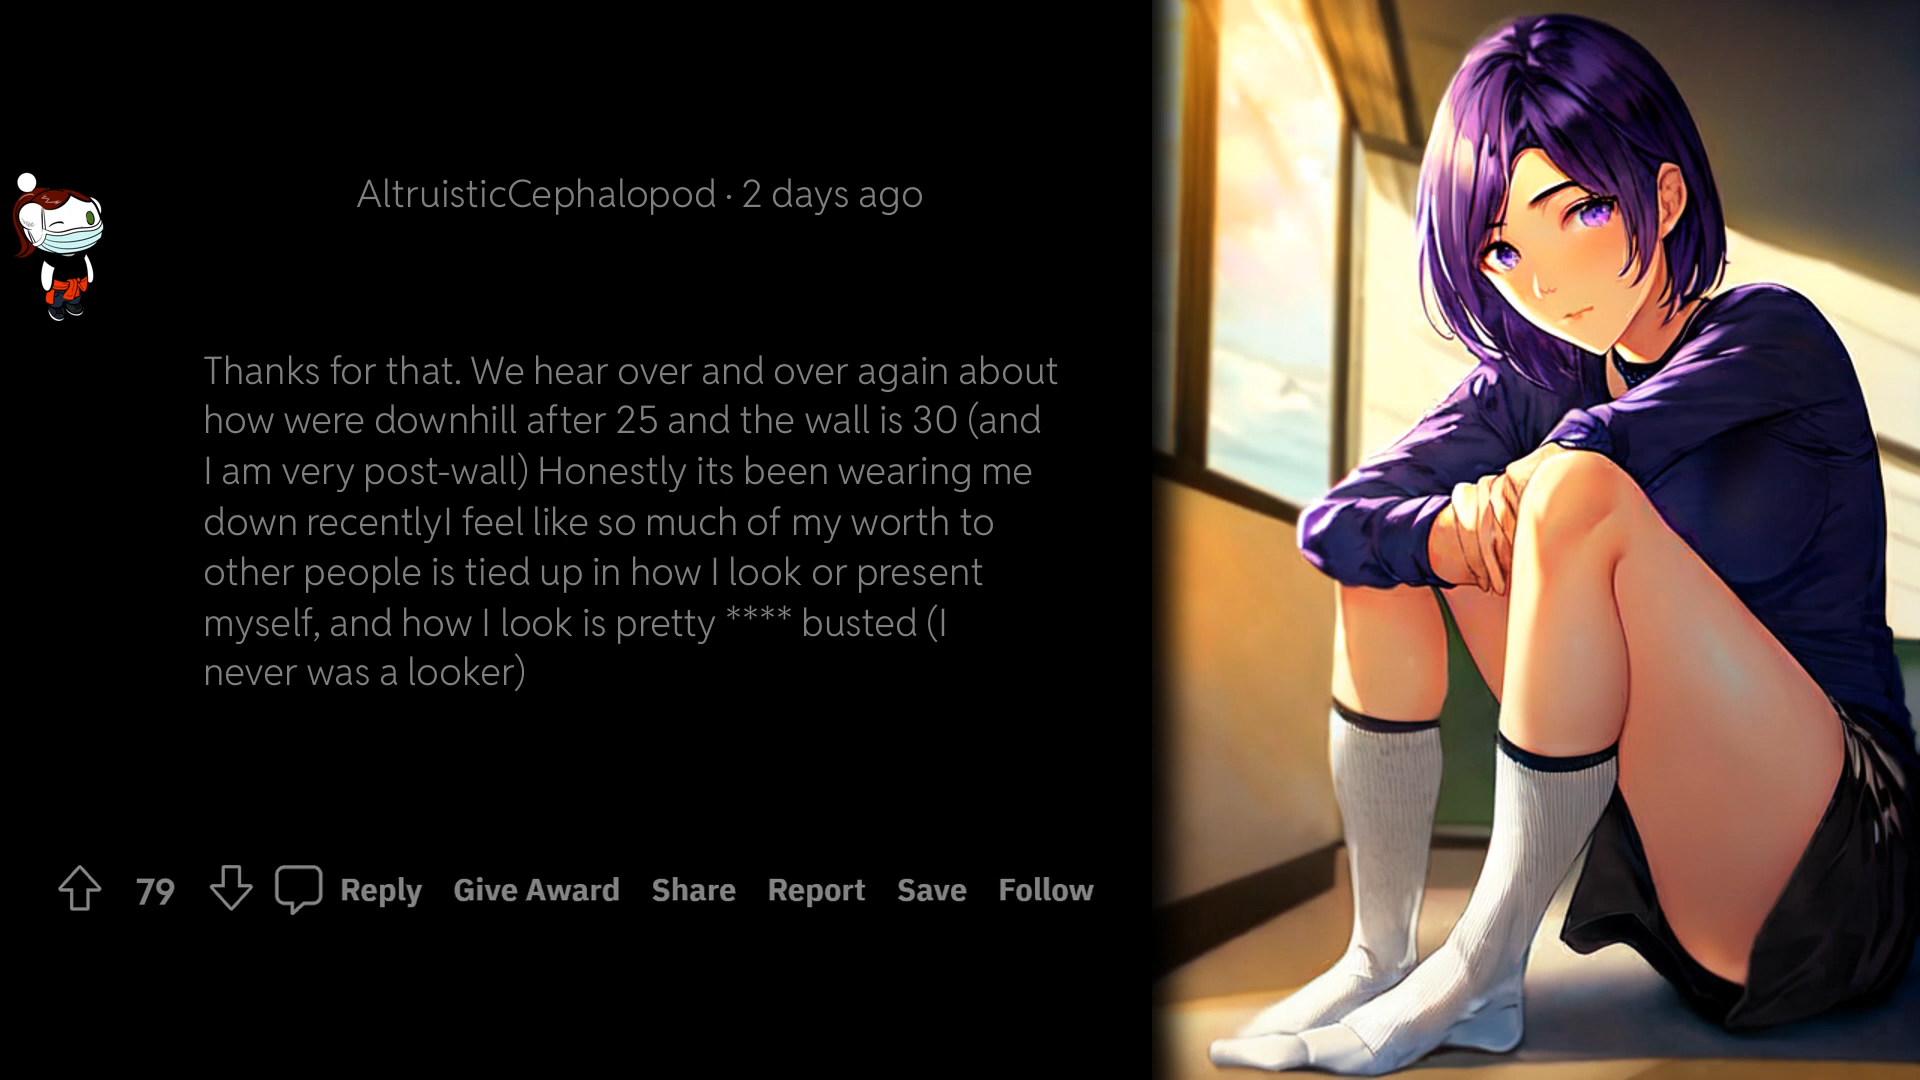 AltruisticCephalopod · 2 days ago
Thanks for that. We hear over and over again about
how were downhill after 25 and the wall is 30 (and
I am very post-wall) Honestly its been wearing me
down recentlyI feel like so much of my worth to
other people is tied up in how I look or present
myself, and how I look is pretty **** busted (I
never was a looker)
79 Reply Give Award Share Report Save Follow